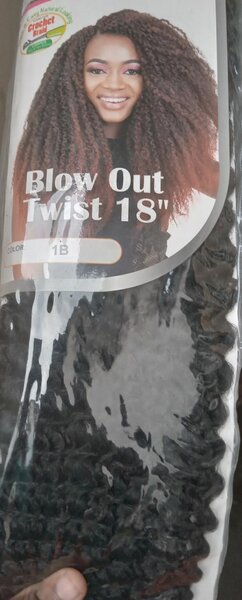 Crochet
Braid
Blow Out
Twist 18"
COLOR:
1B